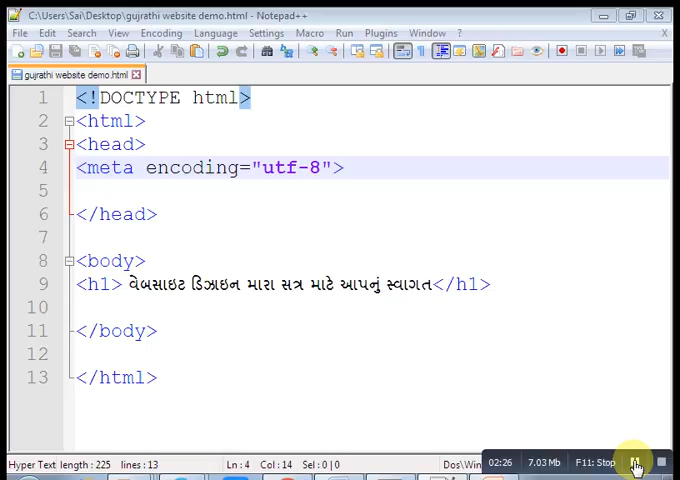 C:\Users\Sai\Desktop\gujrathi website demo.html - Notepad++
File Edit Search View Encoding Language Settings Macro Run Plugins Window ? X
gujrathi website demo.html
1 <!DOCTYPE html>
2 <html>
3 <head>
4 <meta encoding="utf-8">
5
6 </head>
7
8 <body>
9 <h1> વેબસાઇટ ડિઝાઇન મારા સત્ર માટે આપનું સ્વાગત</h1>
10
11 </body>
12
13 </html>
02:26 7.03 Mb F11: Stop
Hyper Text length : 225 lines : 13 Ln : 4 Col : 14 Sel : 0 | 0 Dos\Win